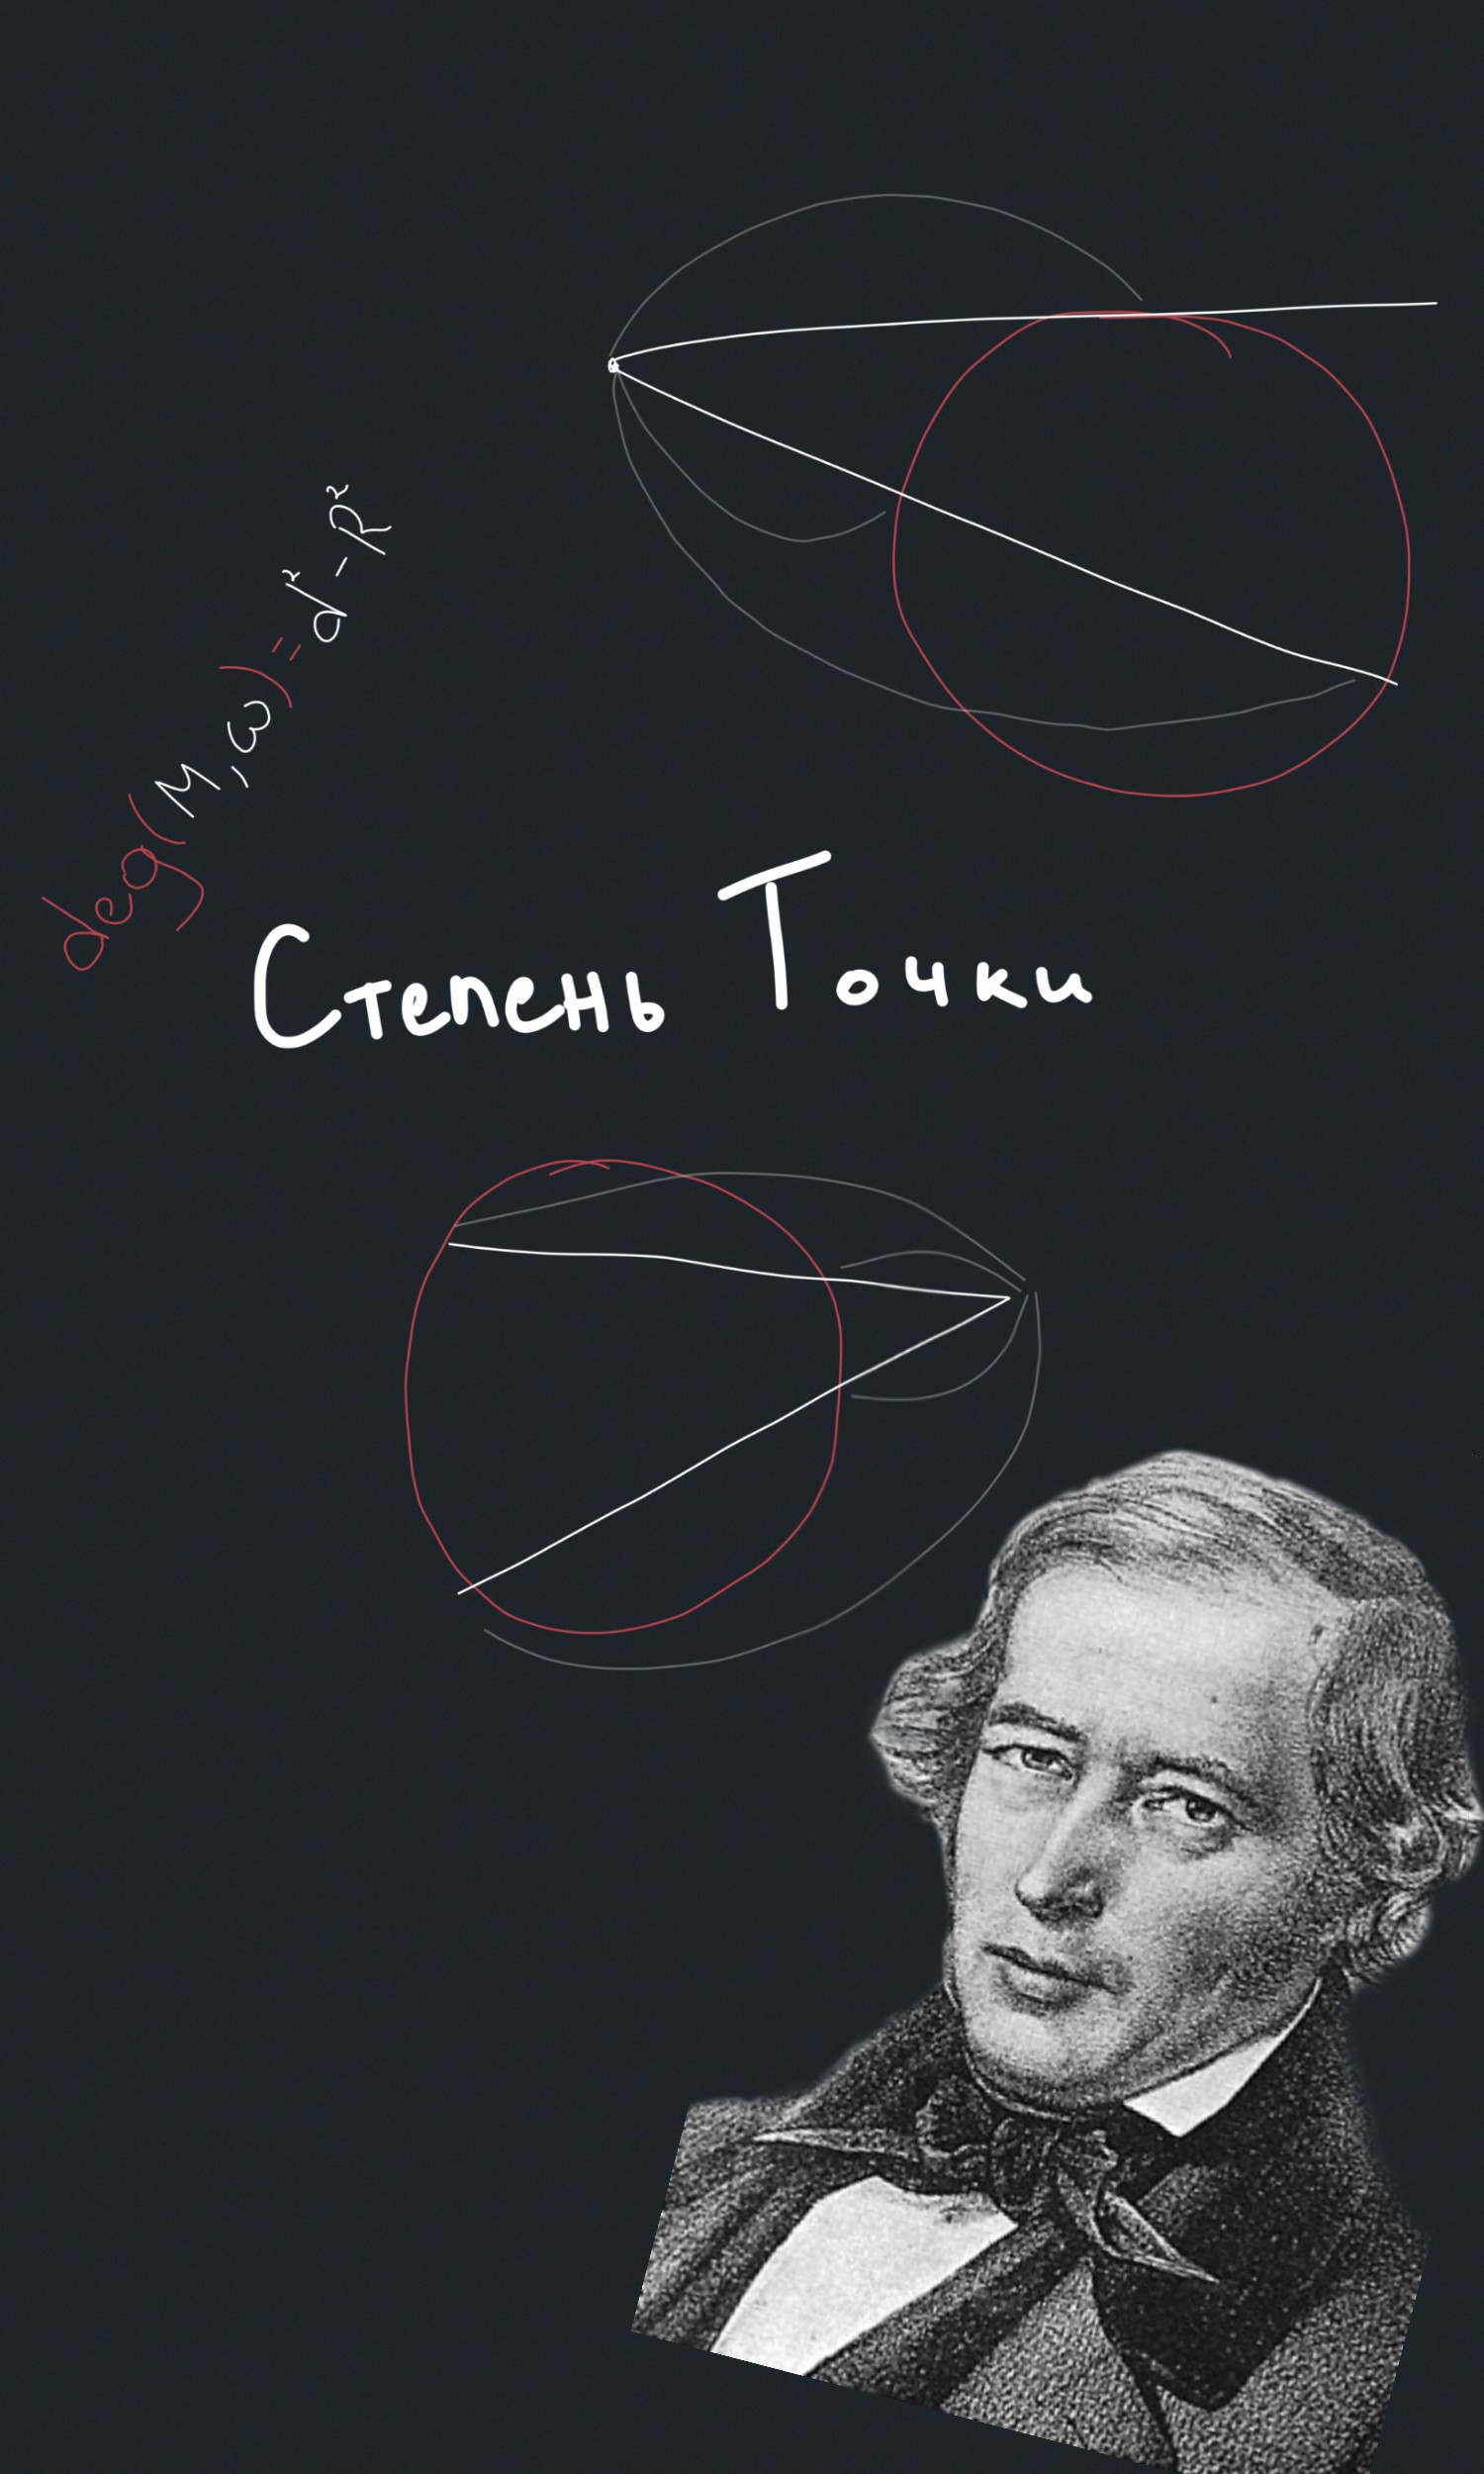 deg(M, ω) = d² - R²
Степень Точки